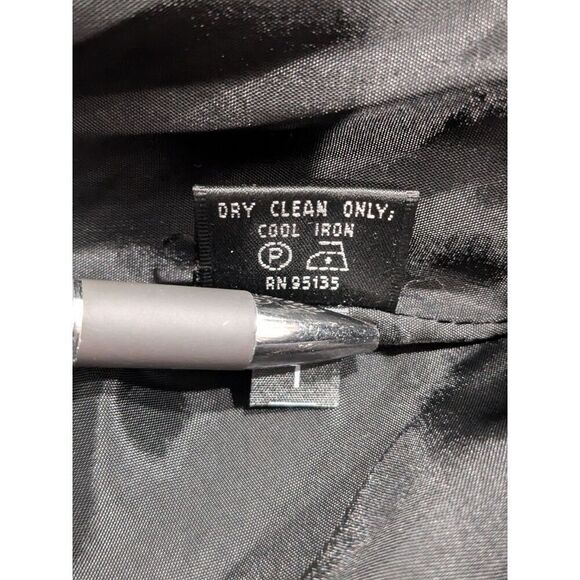 DRY CLEAN ONLY;
COOL IRON
P
RN 95135